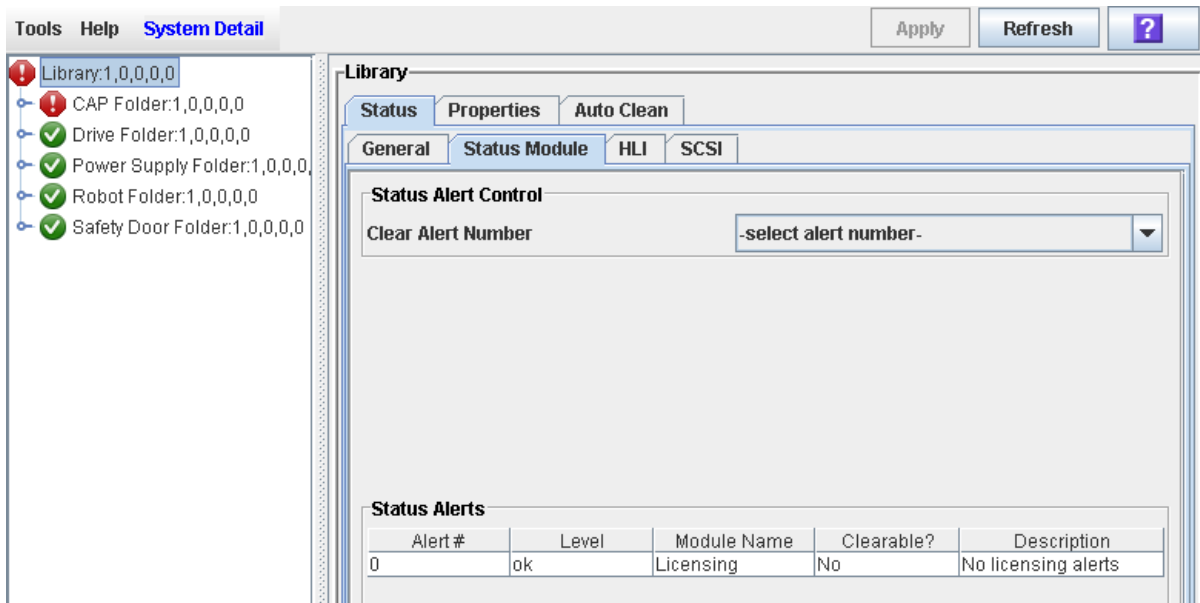 Tools Help System Detail Apply Refresh ?
Library:1,0,0,0,0
CAP Folder:1,0,0,0,0
Drive Folder:1,0,0,0,0
Power Supply Folder:1,0,0,0,
Robot Folder:1,0,0,0,0
Safety Door Folder:1,0,0,0,0
Library
Status Properties Auto Clean
General Status Module HLI SCSI
Status Alert Control
Clear Alert Number -select alert number-
Status Alerts
Alert # Level Module Name Clearable? Description
0 ok Licensing No No licensing alerts